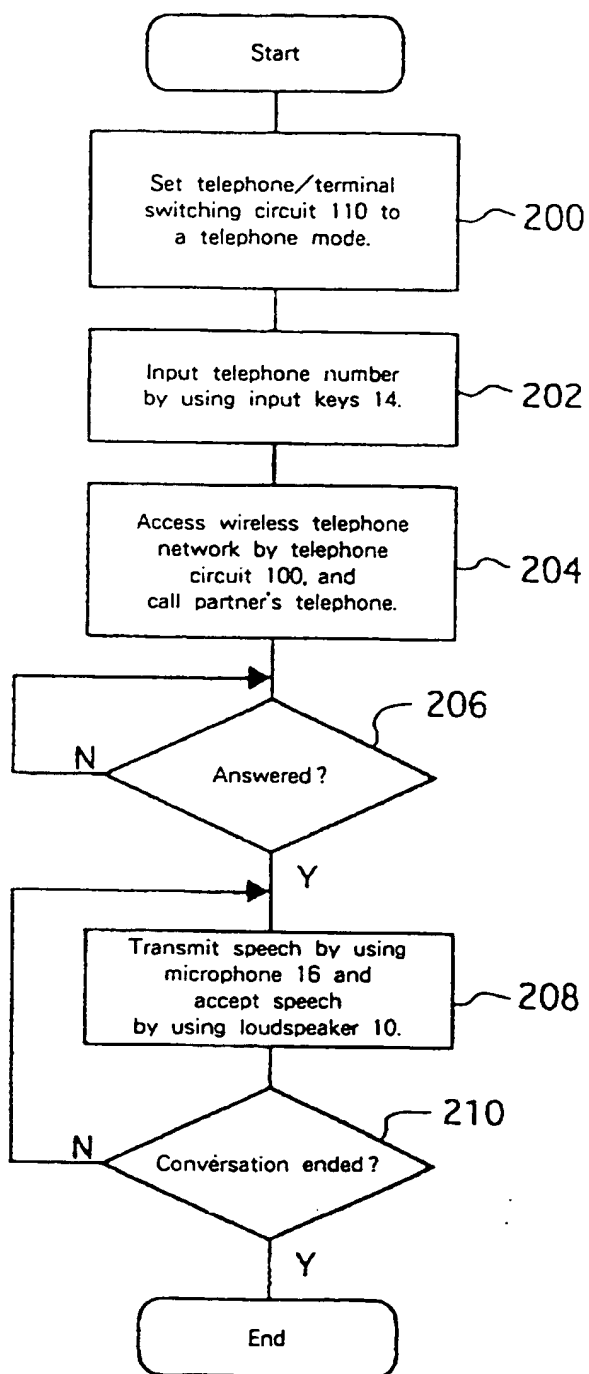 Start
Set telephone/terminal
switching circuit 110 to
a telephone mode.
200
Input telephone number
by using input keys 14.
202
Access wireless telephone
network by telephone
circuit 100, and
call partner's telephone.
204
206
N
Answered?
Y
Transmit speech by using
microphone 16 and
accept speech
by using loudspeaker 10.
208
210
N
Conversation ended?
Y
End